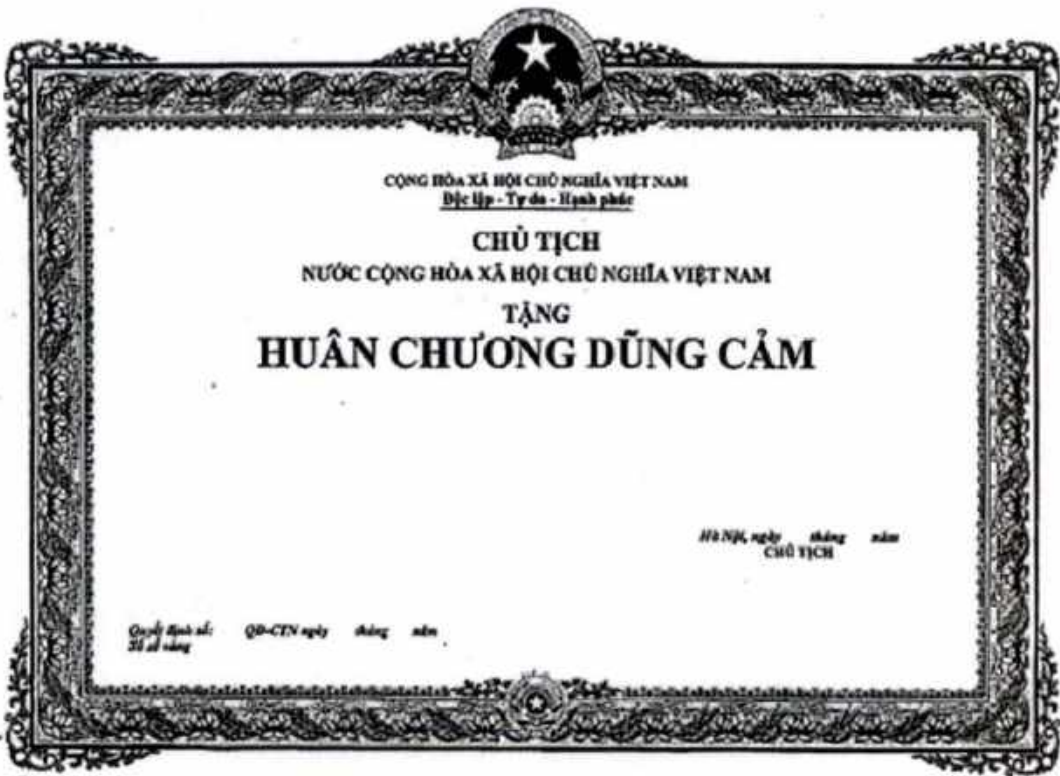 CỘNG HÒA XÃ HỘI CHỦ NGHĨA VIỆT NAM
Độc lập - Tự do - Hạnh phúc
CHỦ TỊCH
NƯỚC CỘNG HÒA XÃ HỘI CHỦ NGHĨA VIỆT NAM
TẶNG
HUÂN CHƯƠNG DŨNG CẢM
Hà Nội, ngày tháng năm
CHỦ TỊCH
Quyết định số: QĐ-CTN ngày tháng năm
Số sổ vàng